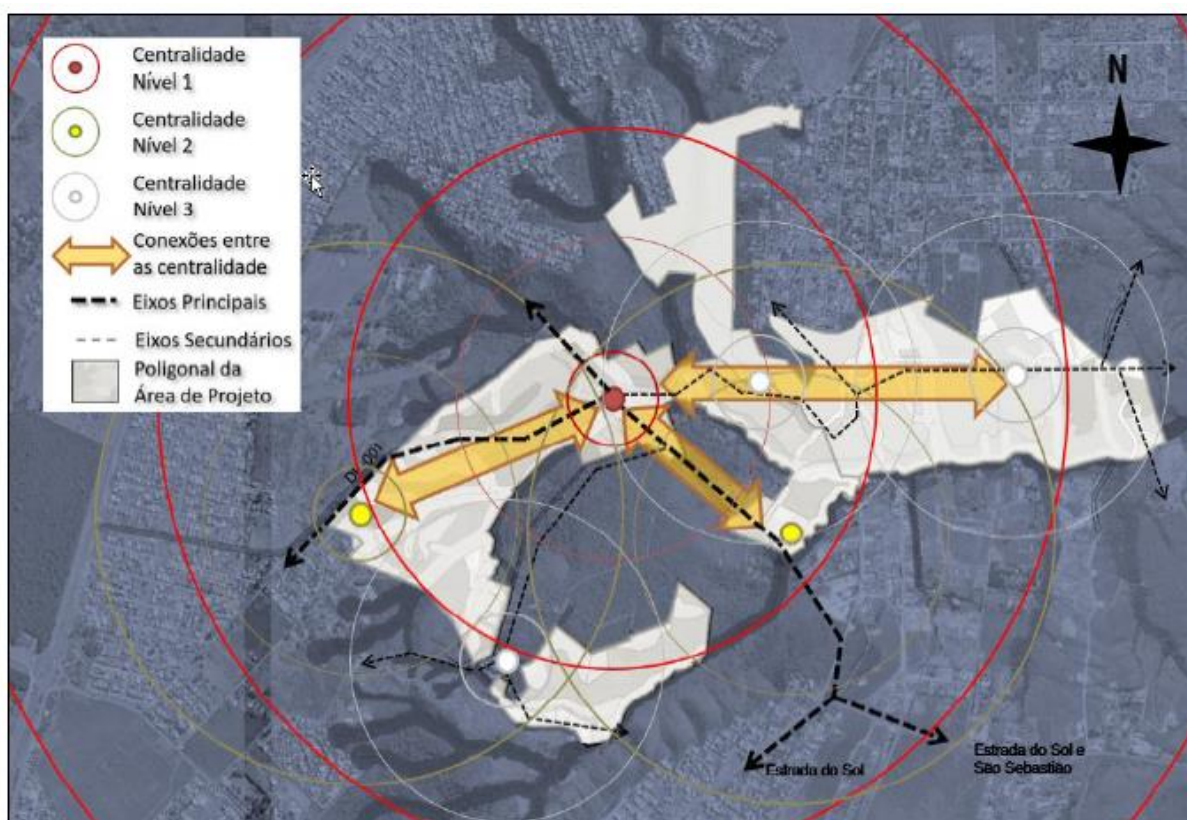 Centralidade
Nível 1
Centralidade
Nível 2
Centralidade
Nível 3
Conexões entre
as centralidade
Eixos Principais
Eixos Secundários
Poligonal da
Área de Projeto
N
Estrada do Sol
Estrada do Sol e
São Sebastião